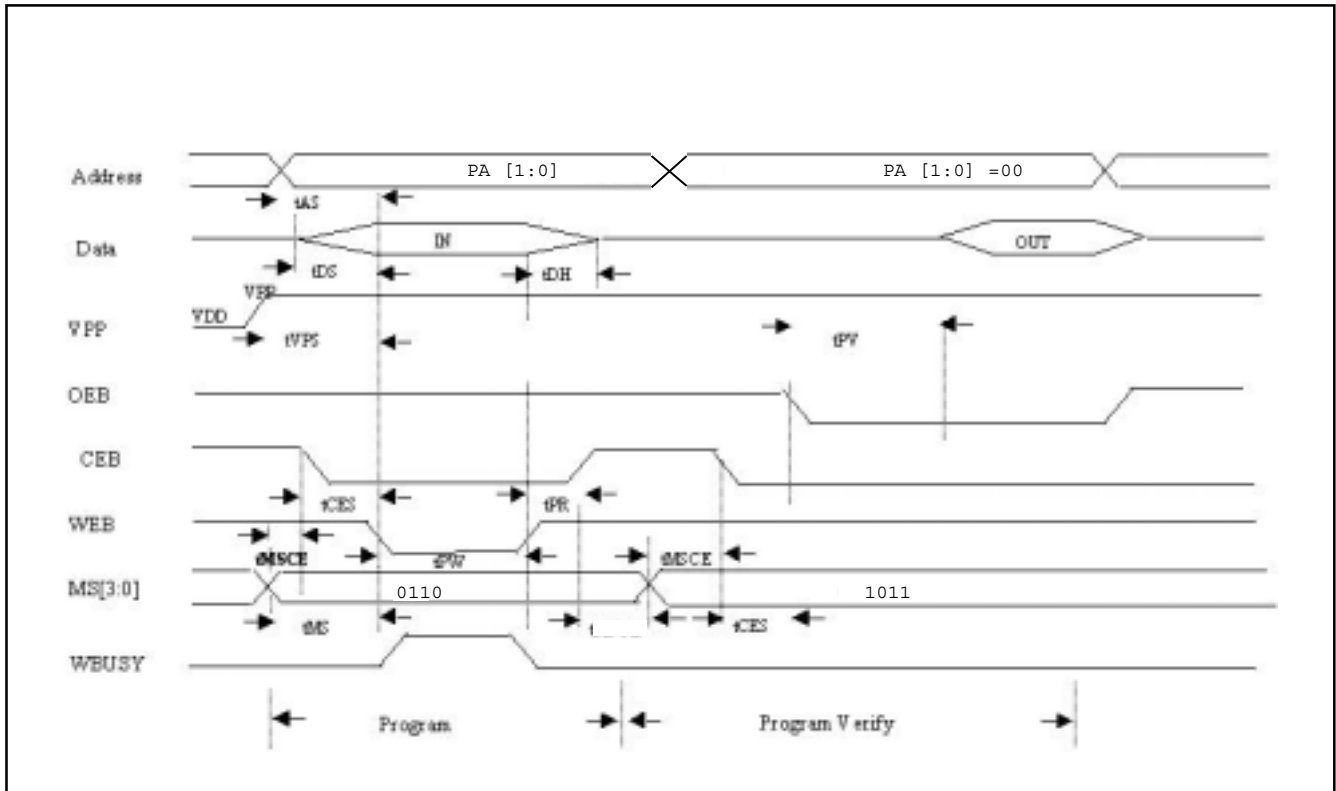 Address PA [1:0] PA [1:0] =00
tAS
Data IN OUT
tDS tDH
VPP
VDD
VPP tVPS tPV
OEB
CEB
tCES tPR
WEB
tMSCE tPW tMSCE
MS[3:0] 0110 1011
tMS tCES
WBUSY
Program Program Verify